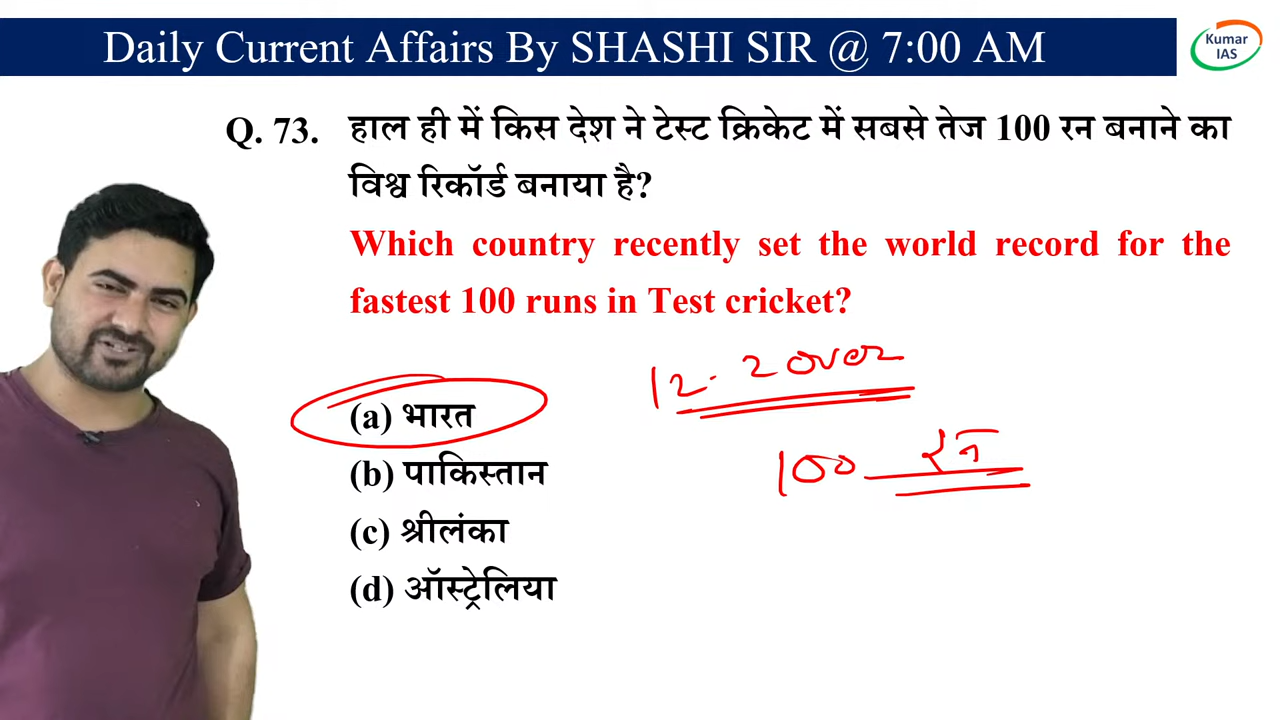 Daily Current Affairs By SHASHI SIR @ 7:00 AM
Kumar
IAS
Q. 73. हाल ही में किस देश ने टेस्ट क्रिकेट में सबसे तेज 100 रन बनाने का
विश्व रिकॉर्ड बनाया है?
Which country recently set the world record for the
fastest 100 runs in Test cricket?
12.2 over
(a) भारत
100 रन
(b) पाकिस्तान
(c) श्रीलंका
(d) ऑस्ट्रेलिया